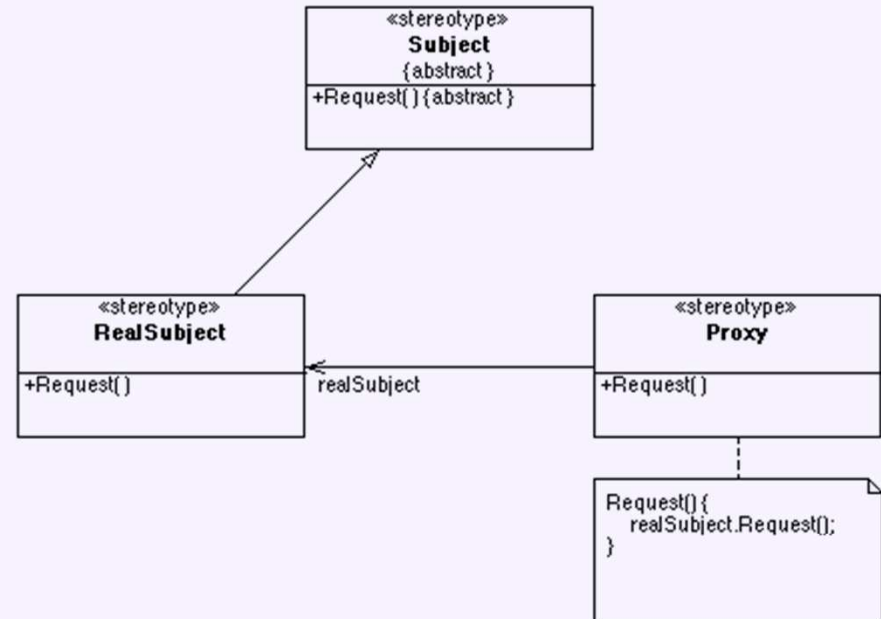 «stereotype»
Subject
{abstract}
+Request(){abstract}
«stereotype»
RealSubject
+Request()
realSubject
«stereotype»
Proxy
+Request()
Request(){
realSubject.Request();
}